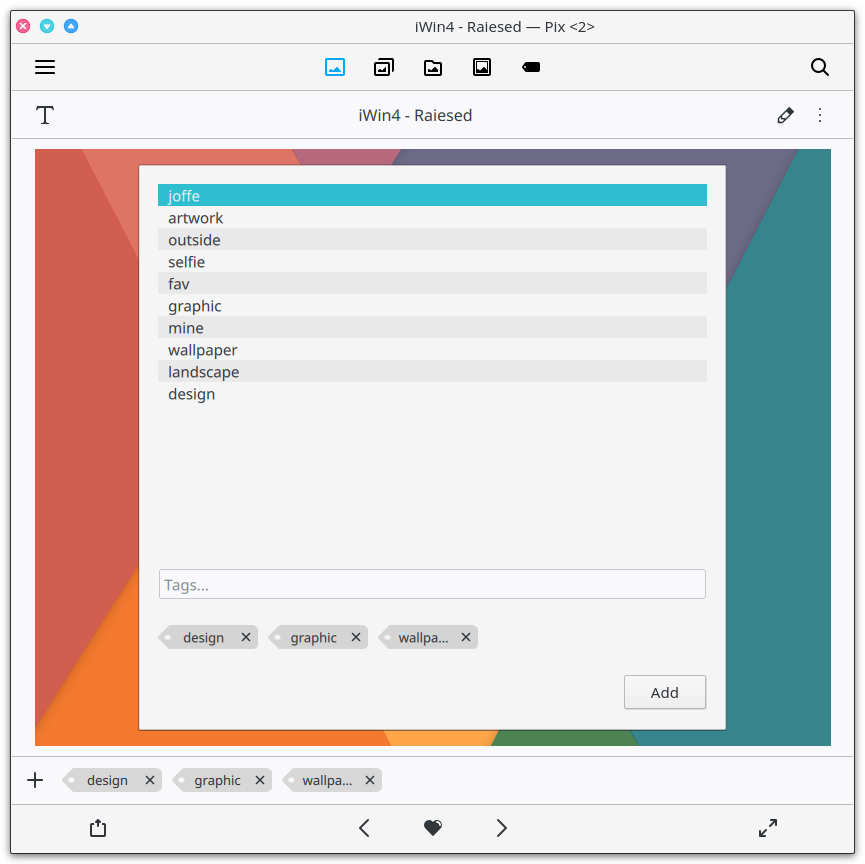 iWin4 - Raiesed — Pix <2>
T
iWin4 - Raiesed
joffe
artwork
outside
selfie
fav
graphic
mine
wallpaper
landscape
design
Tags...
design graphic wallpa...
Add
design graphic wallpa...